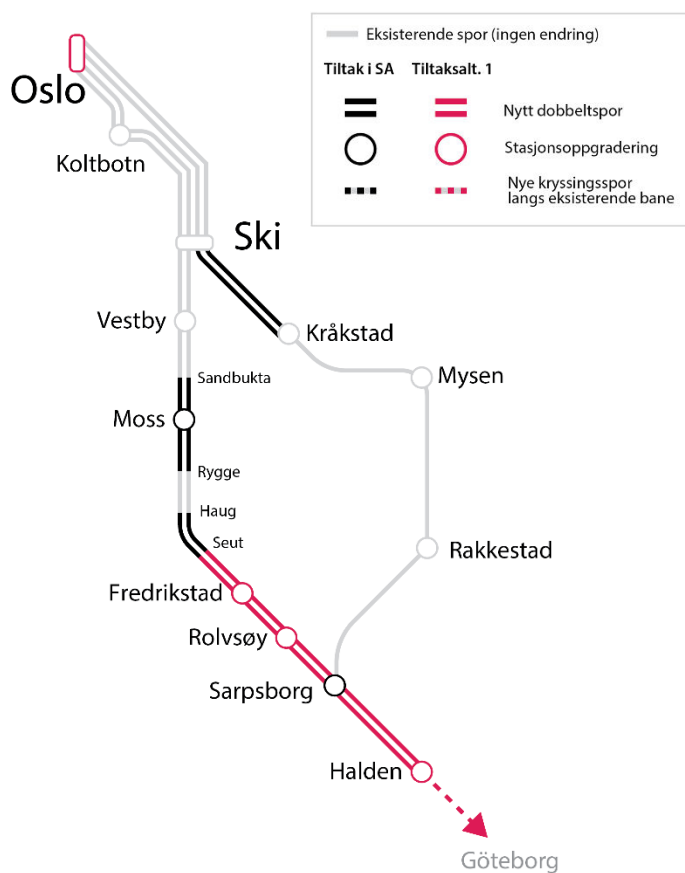 Eksisterende spor (ingen endring)
Tiltak i SA
Tiltaksalt. 1
Nytt dobbeltspor
Stasjonsoppgradering
Nye kryssingsspor
langs eksisterende bane
Oslo
Koltbotn
Ski
Vestby
Kråkstad
Sandbukta
Mysen
Moss
Rygge
Haug
Seut
Rakkestad
Fredrikstad
Rolvsøy
Sarpsborg
Halden
Göteborg